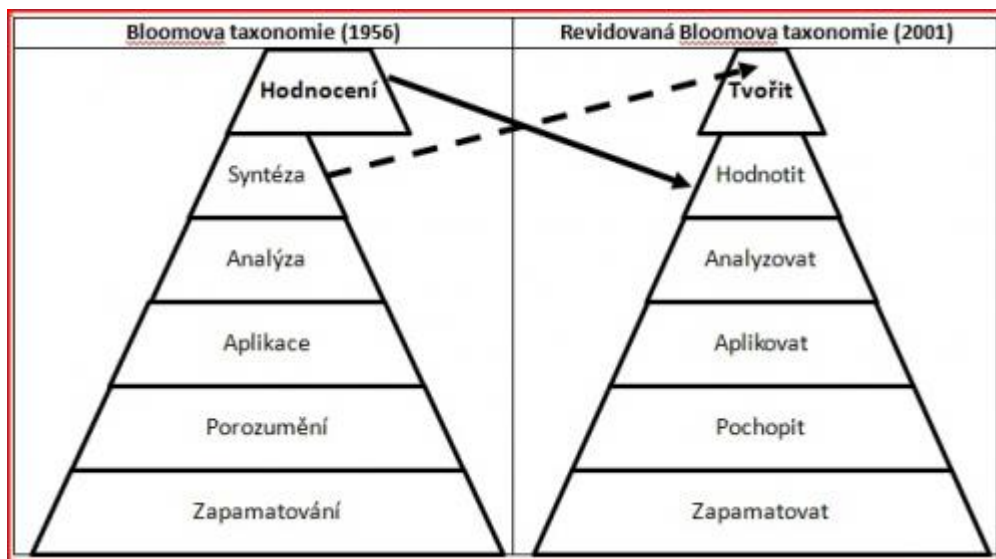 Bloomova taxonomie (1956)
Hodnocení
Syntéza
Analýza
Aplikace
Porozumění
Zapamatování
Revidovaná Bloomova taxonomie (2001)
Tvořit
Hodnotit
Analyzovat
Aplikovat
Pochopit
Zapamatovat